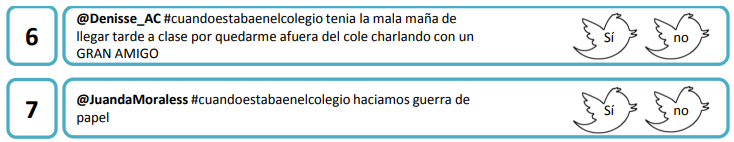 6
@Denisse_AC #cuandoestabaenelcolegio tenia la mala maña de
llegar tarde a clase por quedarme afuera del cole charlando con un
GRAN AMIGO
Sí no
7
@JuandaMoraless #cuandoestabaenelcolegio haciamos guerra de
papel
Sí no